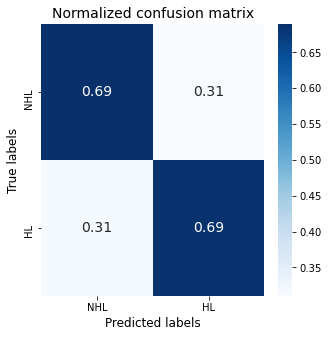 Normalized confusion matrix
True labels
NHL
0.69
0.31
HL
0.31
0.69
NHL
HL
Predicted labels
0.65
0.60
0.55
0.50
0.45
0.40
0.35